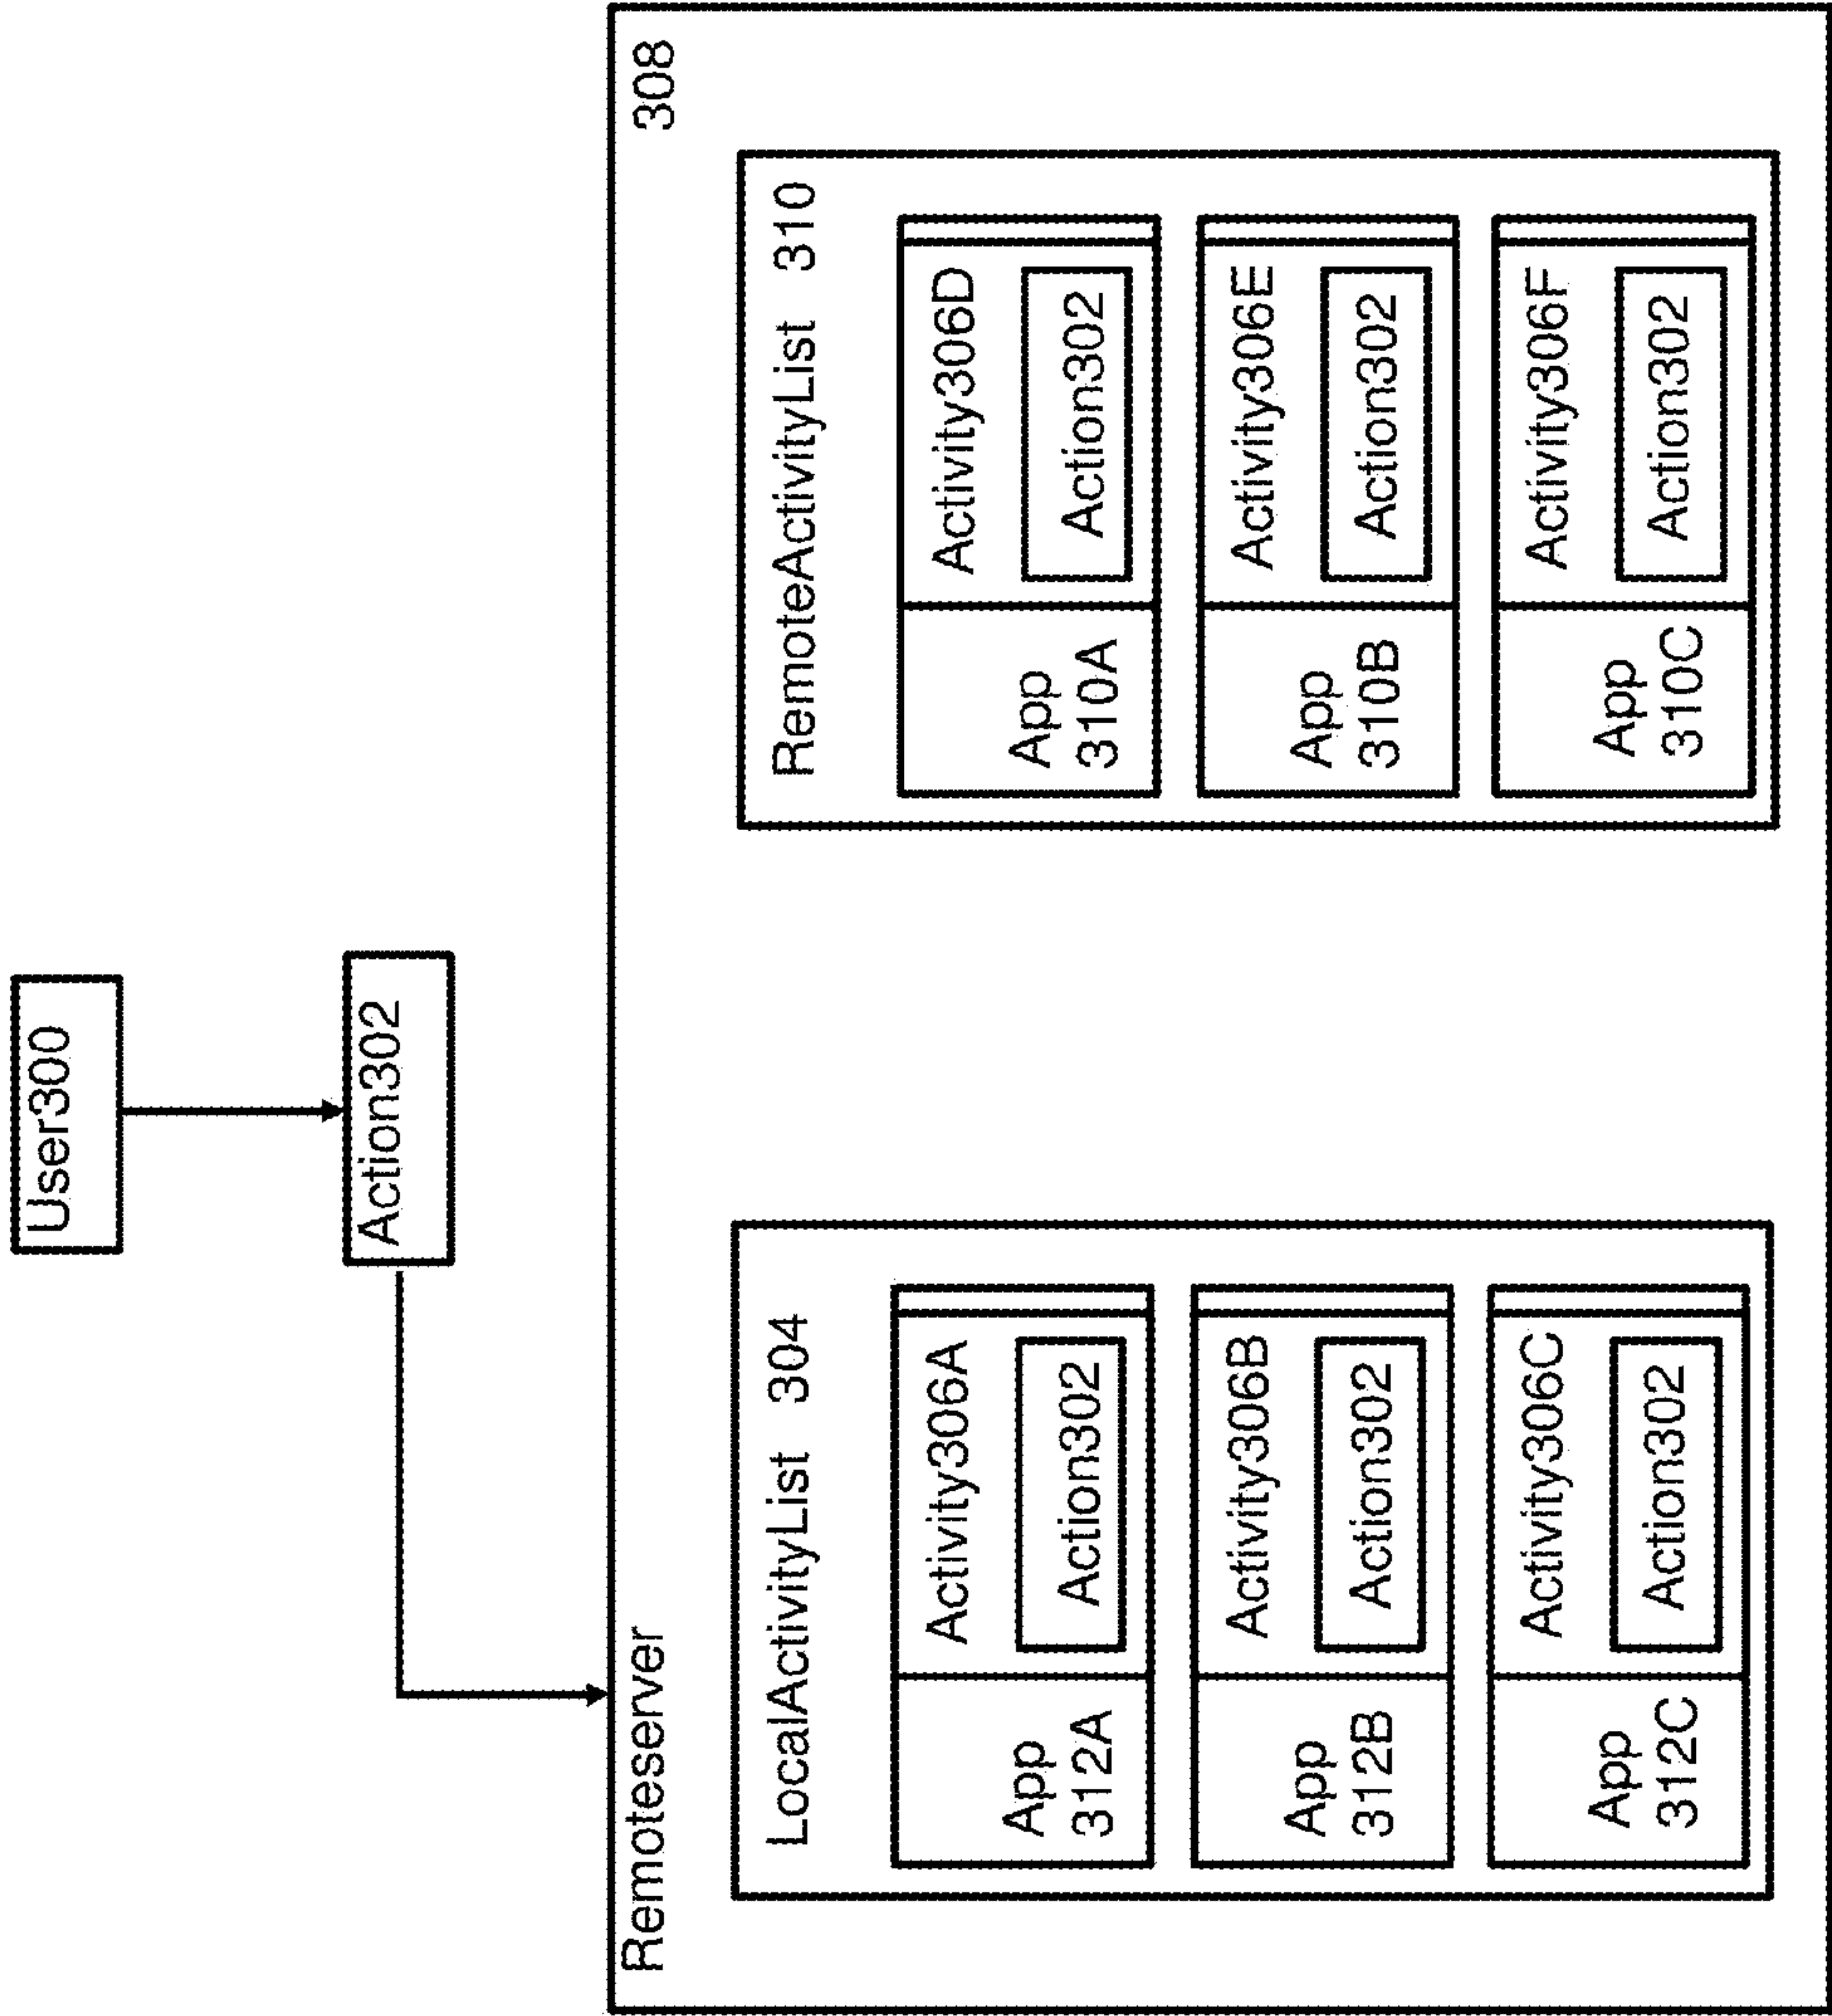 User300
Action302
Remoteserver
308
LocalActivityList 304
App
312A
Activity306A
Action302
App
312B
Activity306B
Action302
App
312C
Activity306C
Action302
RemoteActivityList 310
App
310A
Activity306D
Action302
App
310B
Activity306E
Action302
App
310C
Activity306F
Action302